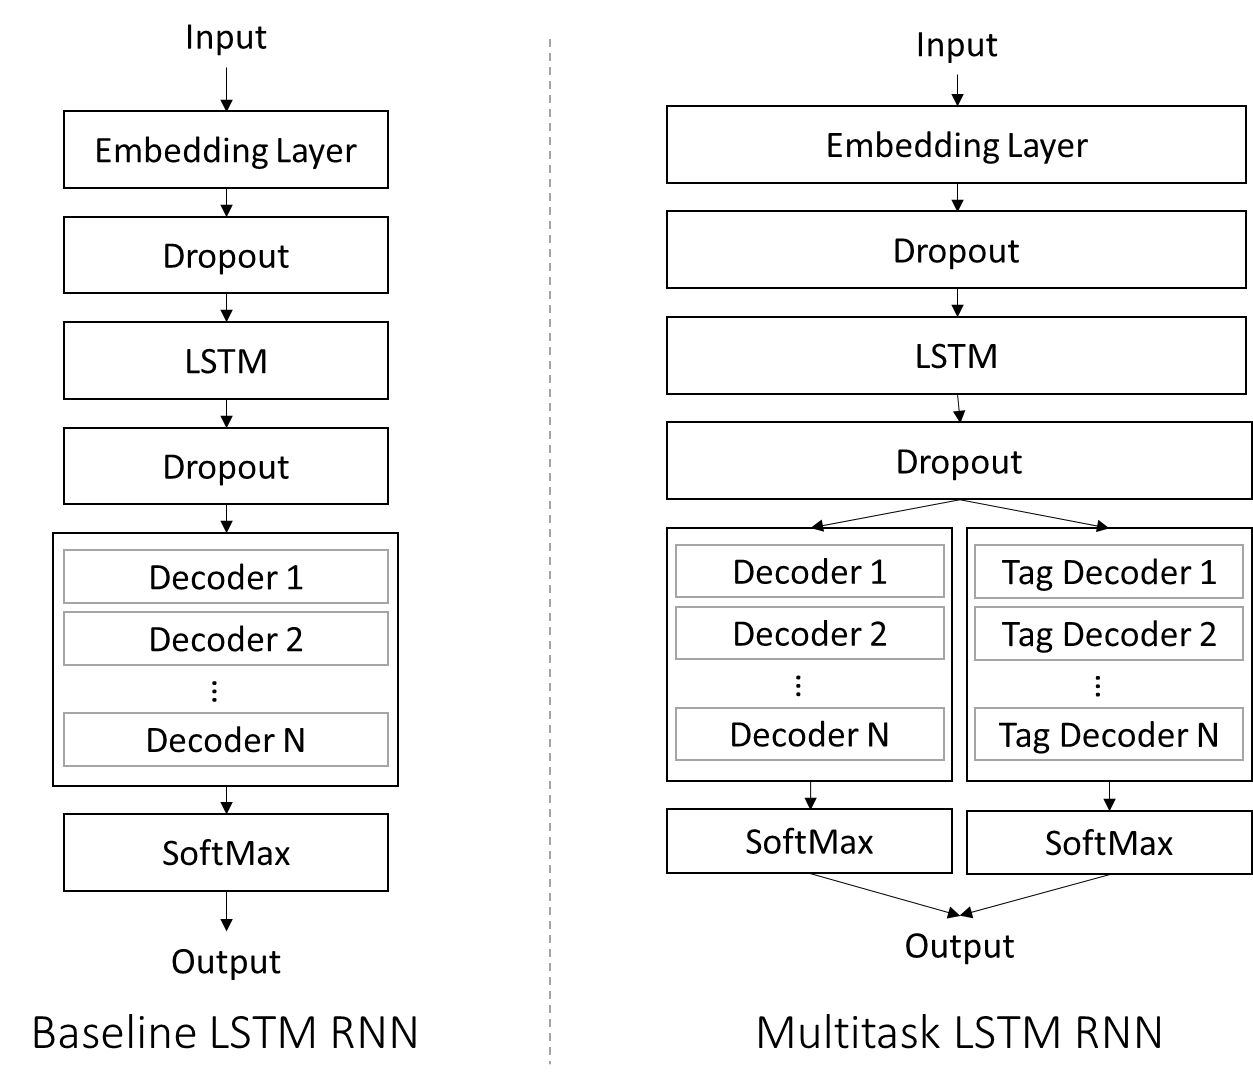 Input
Embedding Layer
Dropout
LSTM
Dropout
Decoder 1
Decoder 2
⋮
Decoder N
SoftMax
Output
Baseline LSTM RNN
Input
Embedding Layer
Dropout
LSTM
Dropout
Decoder 1
Decoder 2
⋮
Decoder N
SoftMax
Tag Decoder 1
Tag Decoder 2
⋮
Tag Decoder N
SoftMax
Output
Multitask LSTM RNN